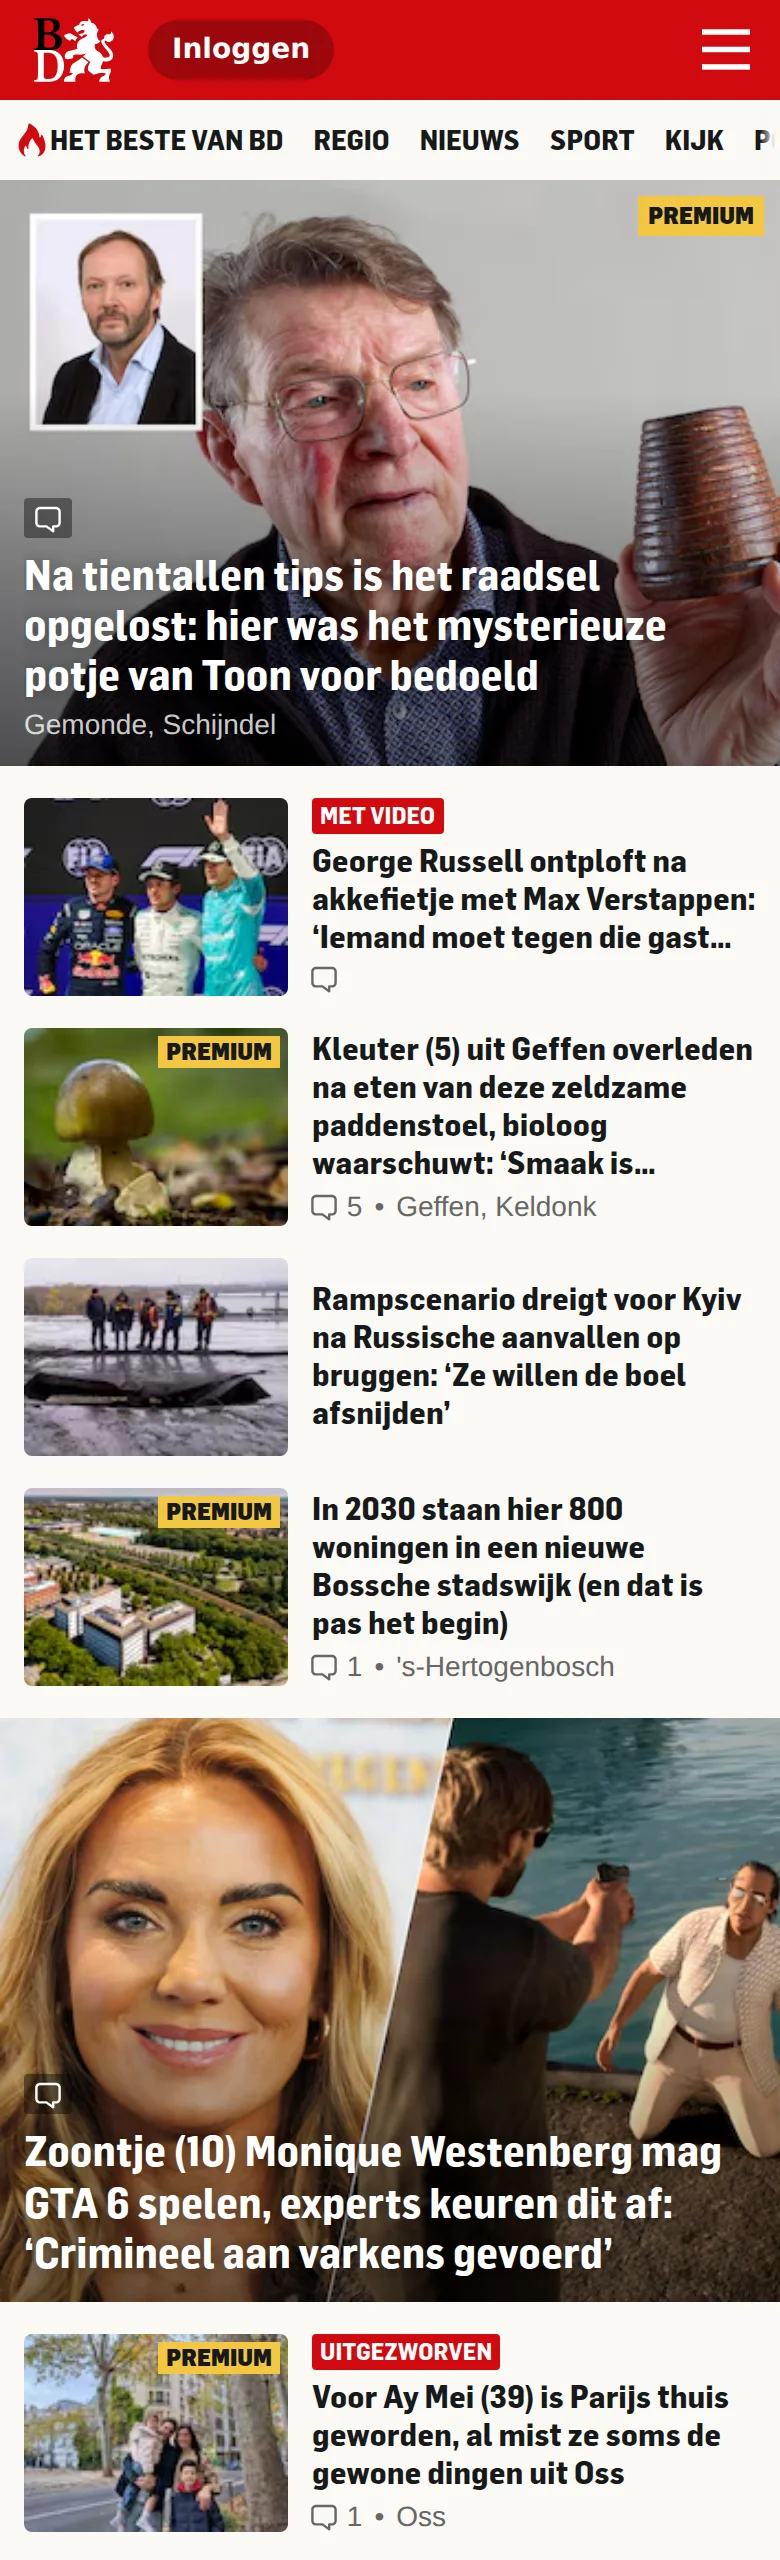 BD
Inloggen
HET BESTE VAN BD REGIO NIEUWS SPORT KIJK
PREMIUM
Na tientallen tips is het raadsel
opgelost: hier was het mysterieuze
potje van Toon voor bedoeld
Gemonde, Schijndel
FIA
ORACLE
Red Bull
MET VIDEO
George Russell ontploft na
akkefietje met Max Verstappen:
‘Iemand moet tegen die gast...
PREMIUM
Kleuter (5) uit Geffen overleden
na eten van deze zeldzame
paddenstoel, bioloog
waarschuwt: ‘Smaak is...
5 • Geffen, Keldonk
Rampscenario dreigt voor Kyiv
na Russische aanvallen op
bruggen: ‘Ze willen de boel
afsnijden’
PREMIUM
In 2030 staan hier 800
woningen in een nieuwe
Bossche stadswijk (en dat is
pas het begin)
1 • 's-Hertogenbosch
Zoontje (10) Monique Westenberg mag
GTA 6 spelen, experts keuren dit af:
‘Crimineel aan varkens gevoerd’
PREMIUM
UITGEZWORVEN
Voor Ay Mei (39) is Parijs thuis
geworden, al mist ze soms de
gewone dingen uit Oss
1 • Oss